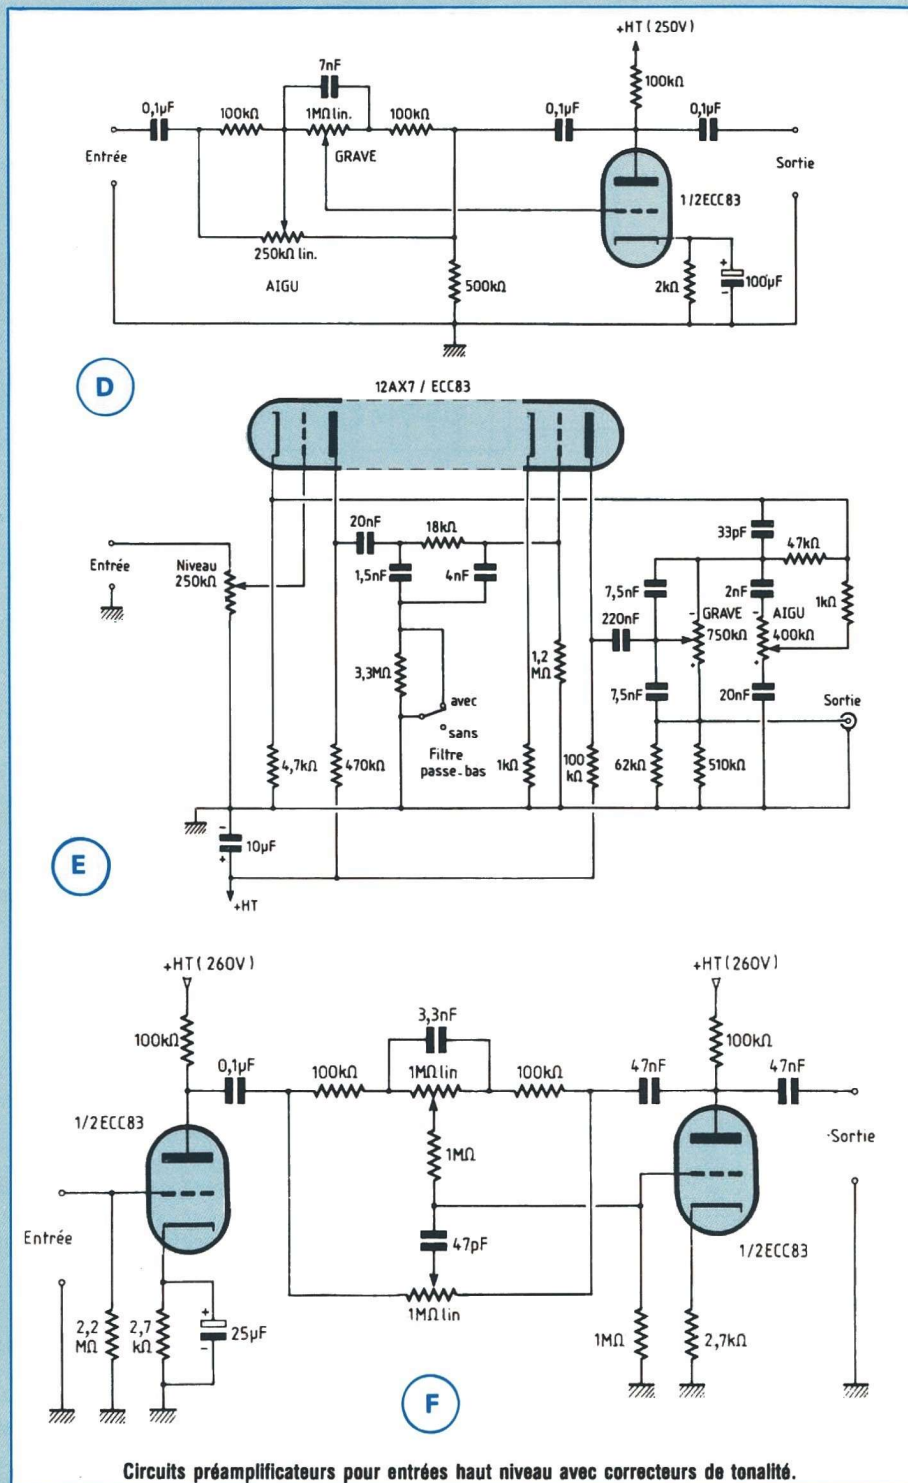 +HT(250V)
100kΩ
7nF
0,1µF
100kΩ
1MΩ lin.
100kΩ
0,1µF
0,1µF
Entrée
GRAVE
Sortie
1/2ECC83
250kΩ lin.
AIGU
500kΩ
2kΩ
+
-
100µF
D
12AX7 / ECC83
20nF
18kΩ
33pF
47kΩ
Entrée
Niveau
250kΩ
1,5nF
4nF
7,5nF
2nF
1kΩ
220nF
- GRAVE
750kΩ
+
- AIGU
400kΩ
+
3,3MΩ
1,2
MΩ
7,5nF
20nF
Sortie
avec
sans
Filtre
passe-bas
4,7kΩ
470kΩ
1kΩ
100
kΩ
62kΩ
510kΩ
-
10µF
+
+HT
E
+HT(260V)
+HT(260V)
100kΩ
3,3nF
100kΩ
0,1µF
100kΩ
1MΩ lin
100kΩ
47nF
47nF
1/2ECC83
1MΩ
Sortie
Entrée
47pF
1/2ECC83
1MΩ lin
2,2
MΩ
2,7
kΩ
+
-
25µF
1MΩ
2,7kΩ
F
Circuits préamplificateurs pour entrées haut niveau avec correcteurs de tonalité.